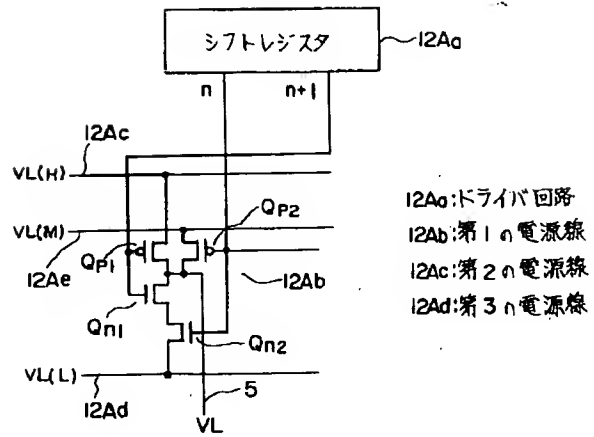 シフトレジスタ
12Aa
n
n+1
12Ac
VL(H)
VL(M)
QP2
QP1
12Ae
12Ab
Qn1
Qn2
VL(L)
12Ad
5
VL
12Aa:ドライバ回路
12Ab:第1の電源線
12Ac:第2の電源線
12Ad:第3の電源線